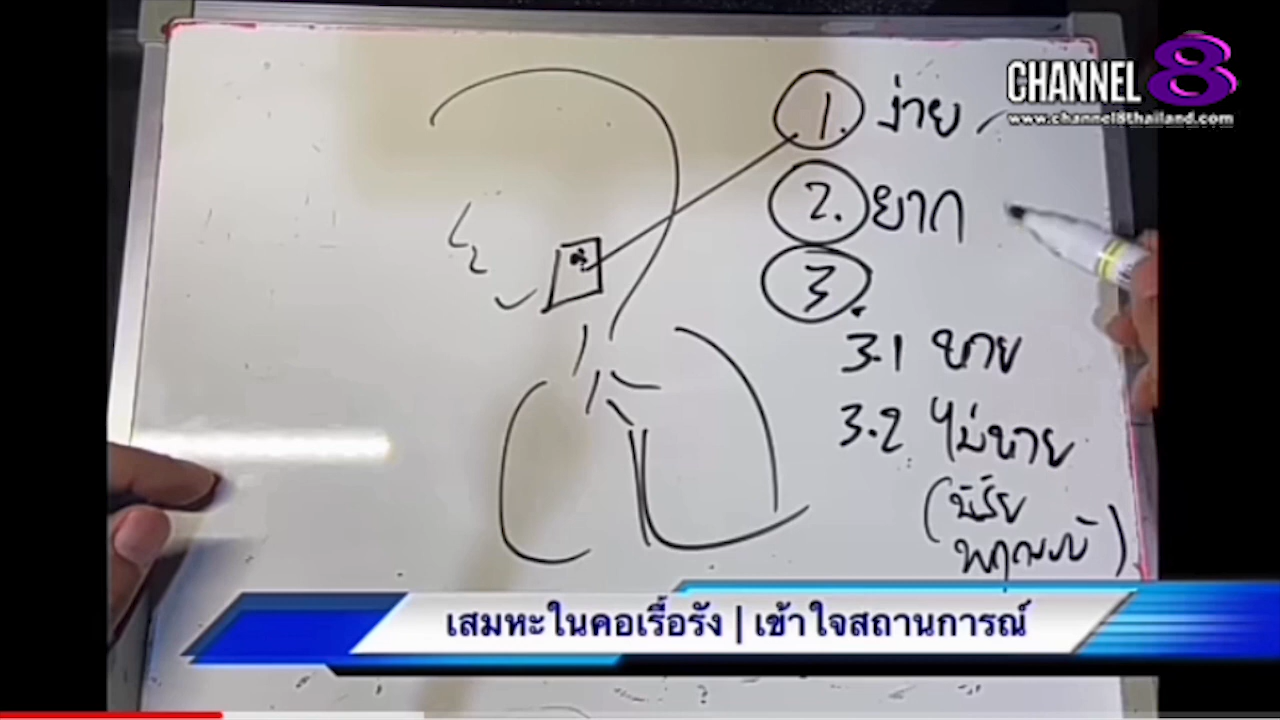 CHANNEL 8
www.channel8thailand.com
1. ง่าย
2. ยาก
3.
3.1 หาย
3.2 ไม่หาย
เสมหะในคอเรื้อรัง | เข้าใจสถานการณ์